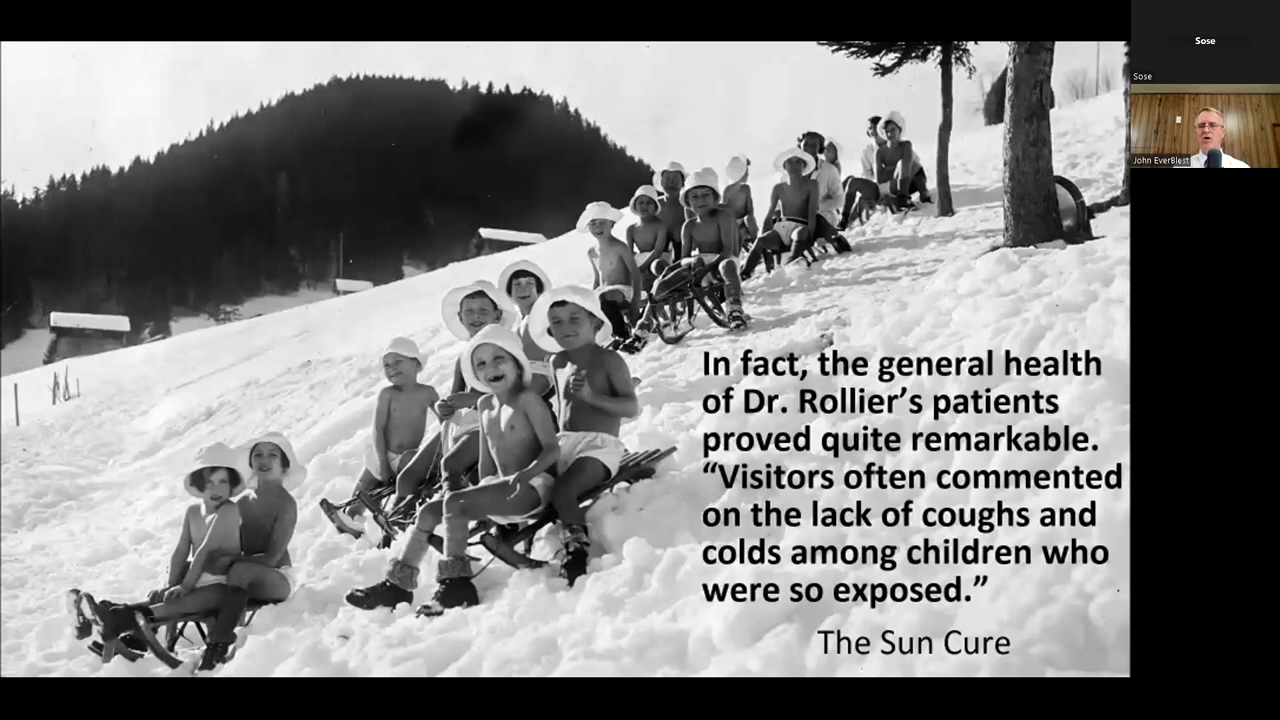 Sose
Sose
John EverBlest
In fact, the general health
of Dr. Rollier’s patients
proved quite remarkable.
“Visitors often commented
on the lack of coughs and
colds among children who
were so exposed.”
The Sun Cure